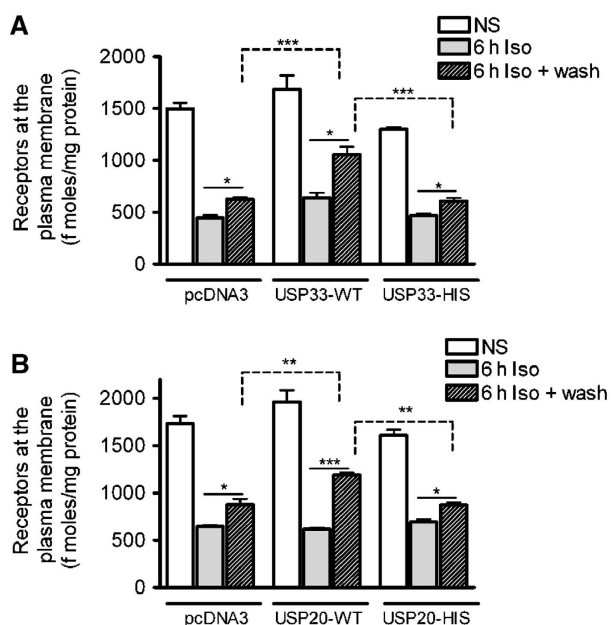 A
NS
6 h Iso
6 h Iso + wash
Receptors at the
plasma membrane
(f moles/mg protein)
2000
1500
1000
500
0
***
***
*
*
*
pcDNA3
USP33-WT
USP33-HIS
B
NS
6 h Iso
6 h Iso + wash
Receptors at the
plasma membrane
(f moles/mg protein)
2000
1500
1000
500
0
**
**
*
***
*
pcDNA3
USP20-WT
USP20-HIS